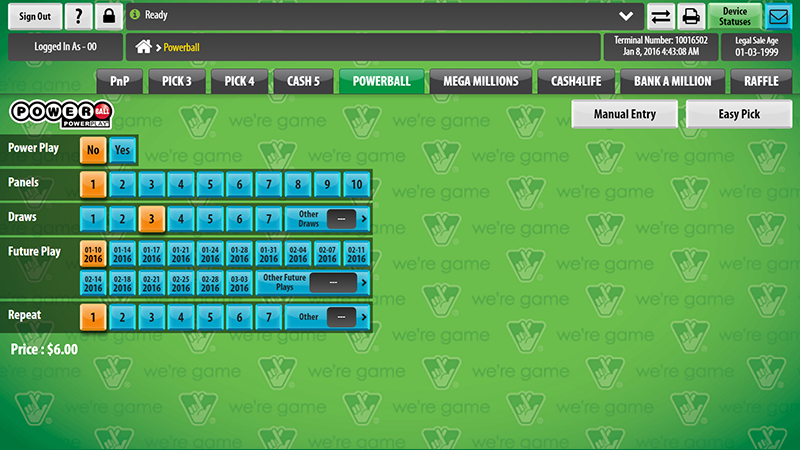 Sign Out ? Ready Device Statuses
Logged In As - 00 > Powerball Terminal Number: 10016502 Legal Sale Age
Jan 8, 2016 4:43:08 AM 01-03-1999
PnP PICK 3 PICK 4 CASH 5 POWERBALL MEGA MILLIONS CASH4LIFE BANK A MILLION RAFFLE
POWERBALL
POWERPLAY
Manual Entry Easy Pick
Power Play No Yes
Panels 1 2 3 4 5 6 7 8 9 10
Draws 1 2 3 4 5 6 7 Other Draws --- >
Future Play 01-10 2016 01-14 2016 01-17 2016 01-21 2016 01-24 2016 01-28 2016 01-31 2016 02-04 2016 02-07 2016 02-11 2016
02-14 2016 02-18 2016 02-21 2016 02-25 2016 02-28 2016 03-03 2016 Other Future Plays --- >
Repeat 1 2 3 4 5 6 7 Other --- >
Price : $6.00
we're game